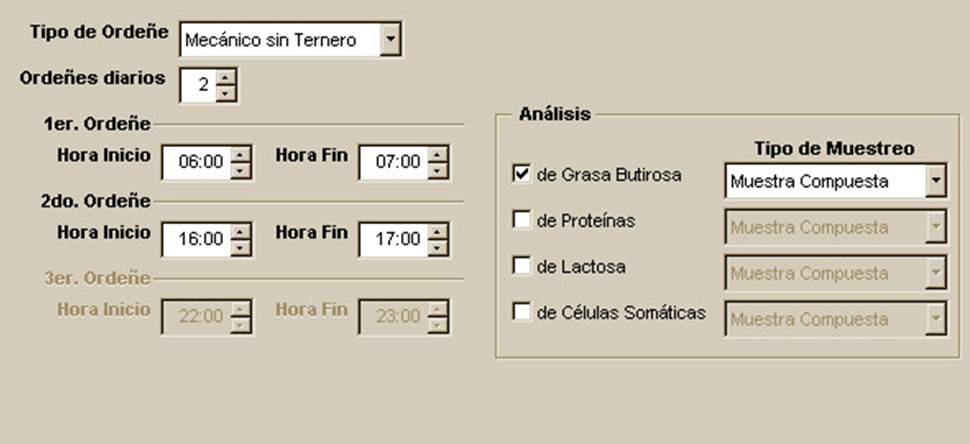 Tipo de Ordeñe Mecánico sin Ternero
Ordeñes diarios 2
1er. Ordeñe
Hora Inicio 06:00 Hora Fin 07:00
2do. Ordeñe
Hora Inicio 16:00 Hora Fin 17:00
3er. Ordeñe
Hora Inicio 22:00 Hora Fin 23:00
Análisis
Tipo de Muestreo
de Grasa Butirosa Muestra Compuesta
de Proteínas Muestra Compuesta
de Lactosa Muestra Compuesta
de Células Somáticas Muestra Compuesta